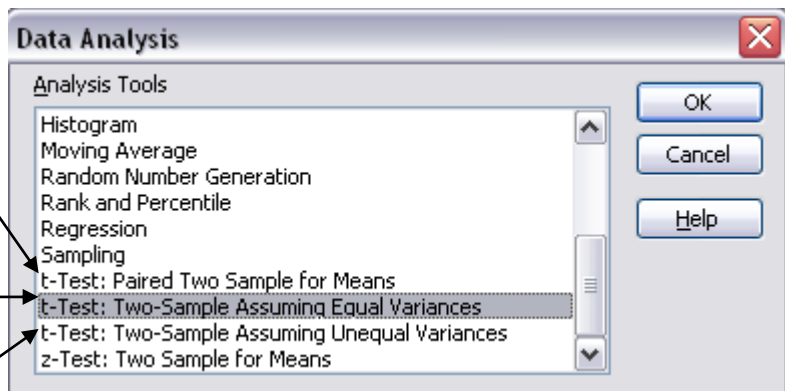 Data Analysis
Analysis Tools
Histogram
Moving Average
Random Number Generation
Rank and Percentile
Regression
Sampling
t-Test: Paired Two Sample for Means
t-Test: Two-Sample Assuming Equal Variances
t-Test: Two-Sample Assuming Unequal Variances
z-Test: Two Sample for Means
OK
Cancel
Help